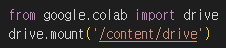 from google.colab import drive
drive.mount('/content/drive')